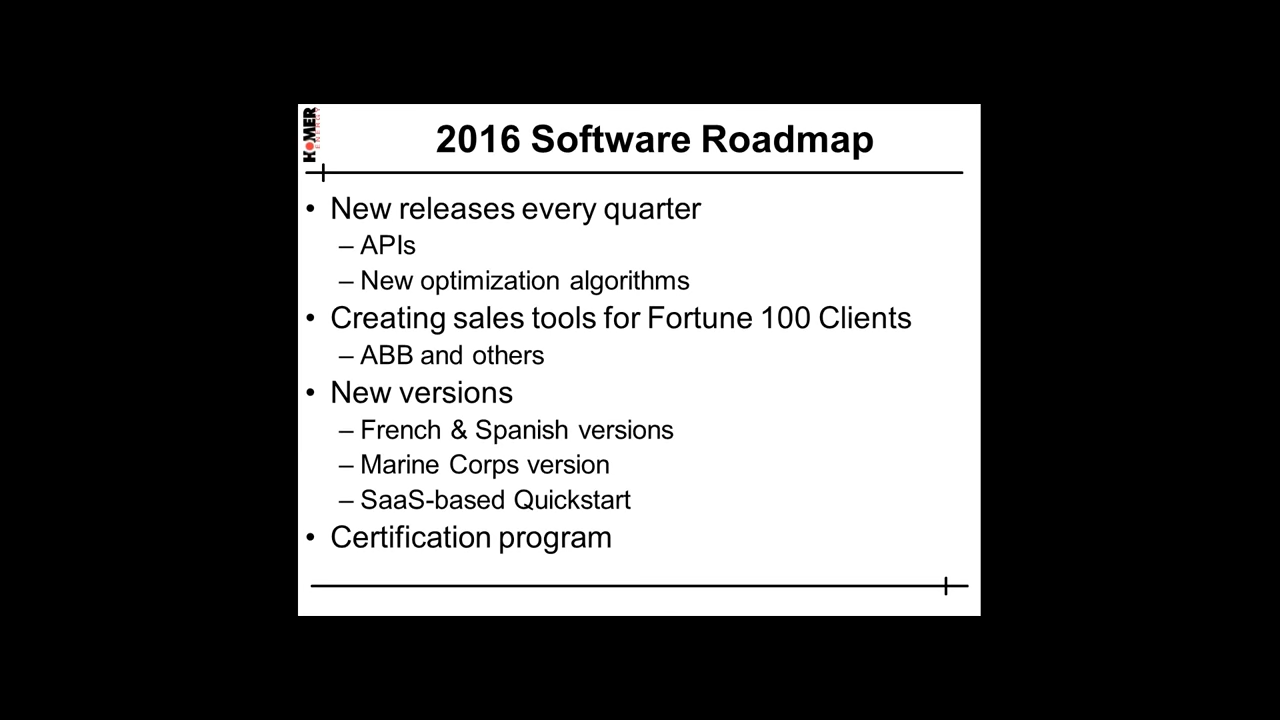 HOMER
ENERGY
2016 Software Roadmap
• New releases every quarter
– APIs
– New optimization algorithms
• Creating sales tools for Fortune 100 Clients
– ABB and others
• New versions
– French & Spanish versions
– Marine Corps version
– SaaS-based Quickstart
• Certification program